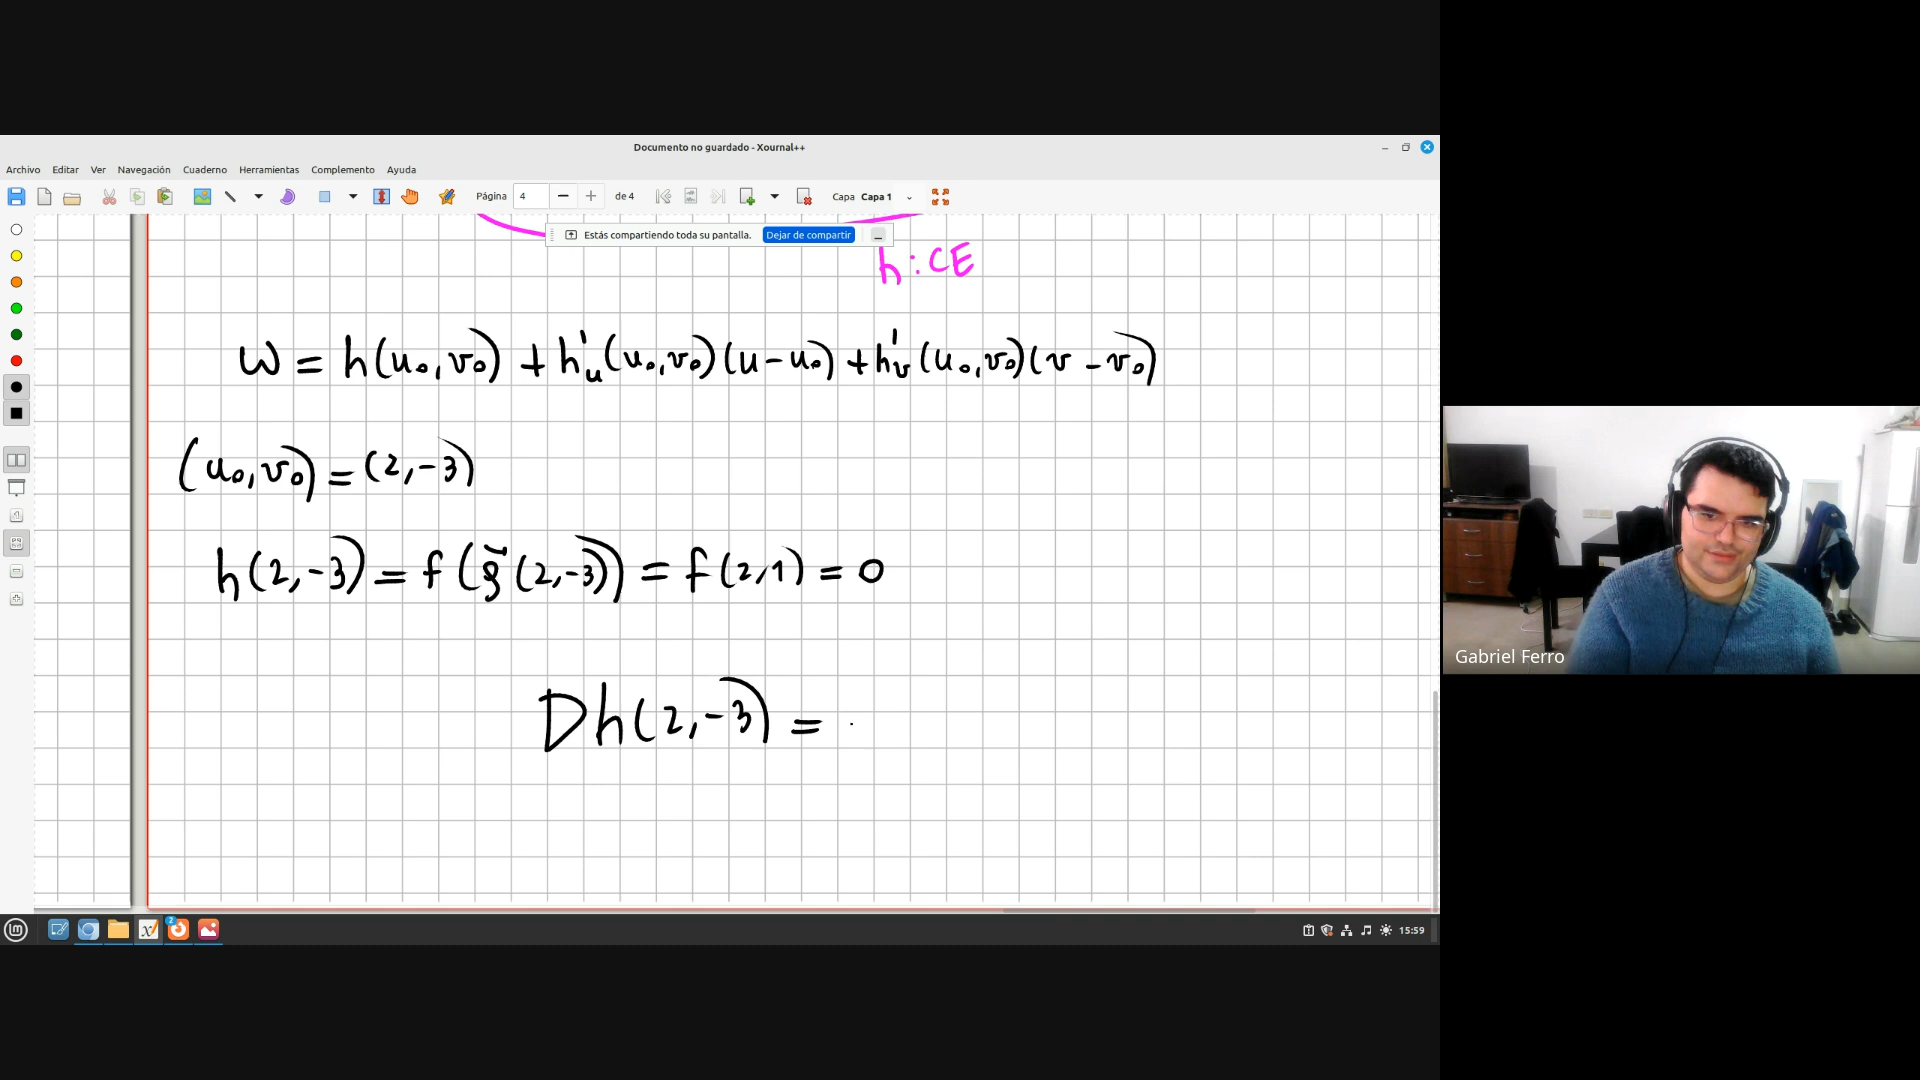 Documento no guardado - Xournal++
Archivo Editar Ver Navegación Cuaderno Herramientas Complemento Ayuda
Página 4 de 4 Capa Capa 1
Estás compartiendo toda su pantalla. Dejar de compartir
h : CE
w = h(u₀,v₀) + h'ᵤ(u₀,v₀)(u-u₀) + h'ᵥ(u₀,v₀)(v-v₀)
(u₀,v₀) = (2,-3)
h(2,-3) = f(g̃(2,-3)) = f(2,1) = 0
Dh(2,-3) =
Gabriel Ferro
2
15:59